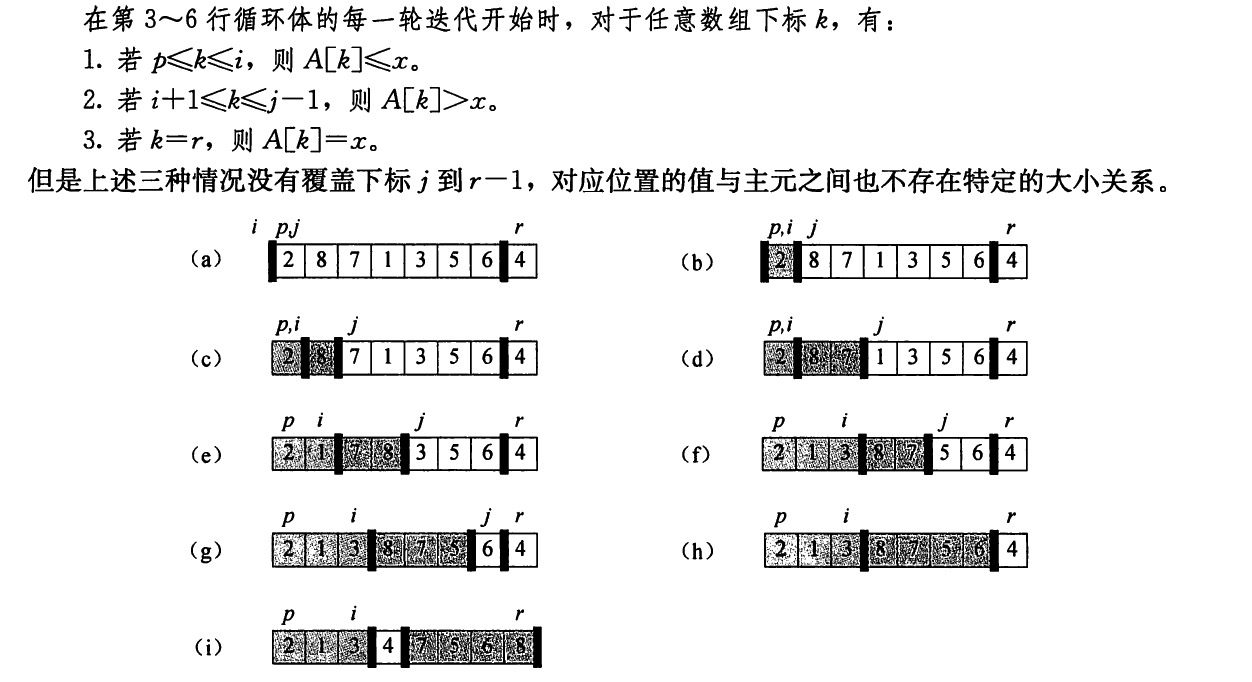 在第 3～6 行循环体的每一轮迭代开始时，对于任意数组下标 k，有：
1. 若 p≤k≤i，则 A[k]≤x。
2. 若 i+1≤k≤j-1，则 A[k]>x。
3. 若 k=r，则 A[k]=x。
但是上述三种情况没有覆盖下标 j 到 r-1，对应位置的值与主元之间也不存在特定的大小关系。
i p,j r
(a) 2 8 7 1 3 5 6 4
p,i j r
(b) 2 8 7 1 3 5 6 4
p,i j r
(c) 2 8 7 1 3 5 6 4
p,i j r
(d) 2 8 7 1 3 5 6 4
p i j r
(e) 2 1 7 8 3 5 6 4
p i j r
(f) 2 1 3 8 7 5 6 4
p i j r
(g) 2 1 3 8 7 5 6 4
p i r
(h) 2 1 3 8 7 5 6 4
p i r
(i) 2 1 3 4 7 5 6 8